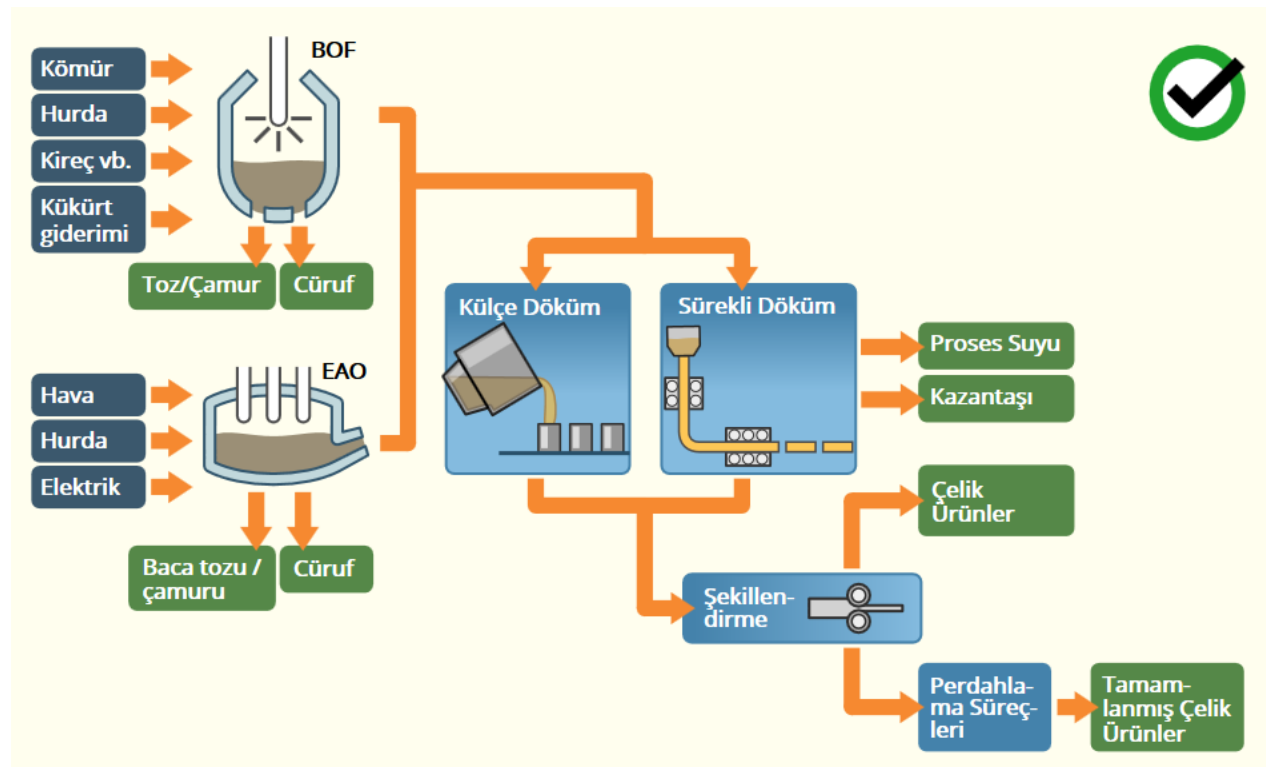 BOF
Kömür
Hurda
Kireç vb.
Kükürt
giderimi
Toz/Çamur
Cüruf
EAO
Hava
Hurda
Elektrik
Baca tozu /
çamuru
Cüruf
Külçe Döküm
Sürekli Döküm
Proses Suyu
Kazantaşı
Çelik
Ürünler
Şekillen-
dirme
Perdahla-
ma Süreç-
leri
Tamam-
lanmış Çelik
Ürünler